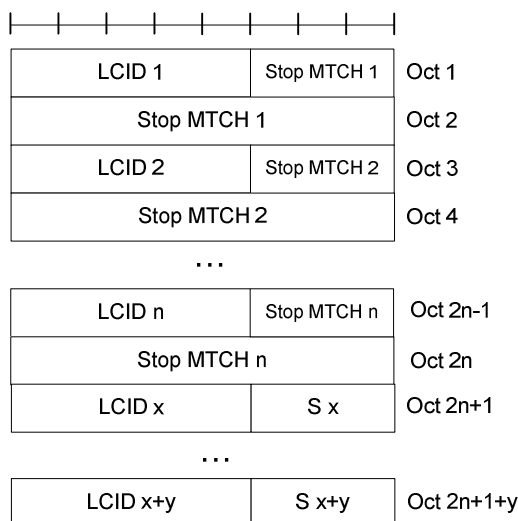 LCID 1 Stop MTCH 1 Oct 1
Stop MTCH 1 Oct 2
LCID 2 Stop MTCH 2 Oct 3
Stop MTCH 2 Oct 4
...
LCID n Stop MTCH n Oct 2n-1
Stop MTCH n Oct 2n
LCID x S x Oct 2n+1
...
LCID x+y S x+y Oct 2n+1+y